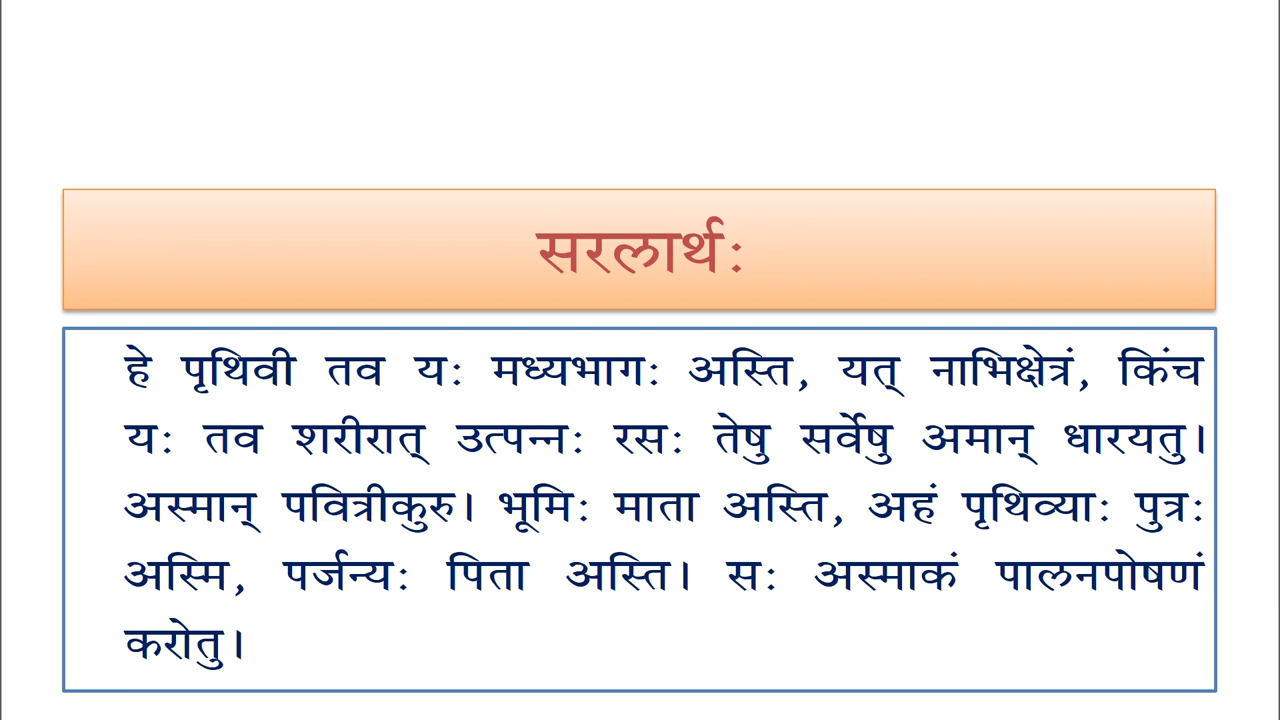 सरलार्थः
हे पृथिवी तव यः मध्यभागः अस्ति, यत् नाभिक्षेत्रं, किंच
यः तव शरीरात् उत्पन्नः रसः तेषु सर्वेषु अमान् धारयतु।
अस्मान् पवित्रीकुरु। भूमिः माता अस्ति, अहं पृथिव्याः पुत्रः
अस्मि, पर्जन्यः पिता अस्ति। सः अस्माकं पालनपोषणं
करोतु।